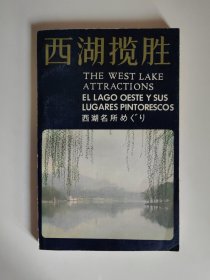 西湖揽胜
THE WEST LAKE
ATTRACTIONS
EL LAGO OESTE Y SUS
LUGARES PINTORESCOS
西湖名所めぐり